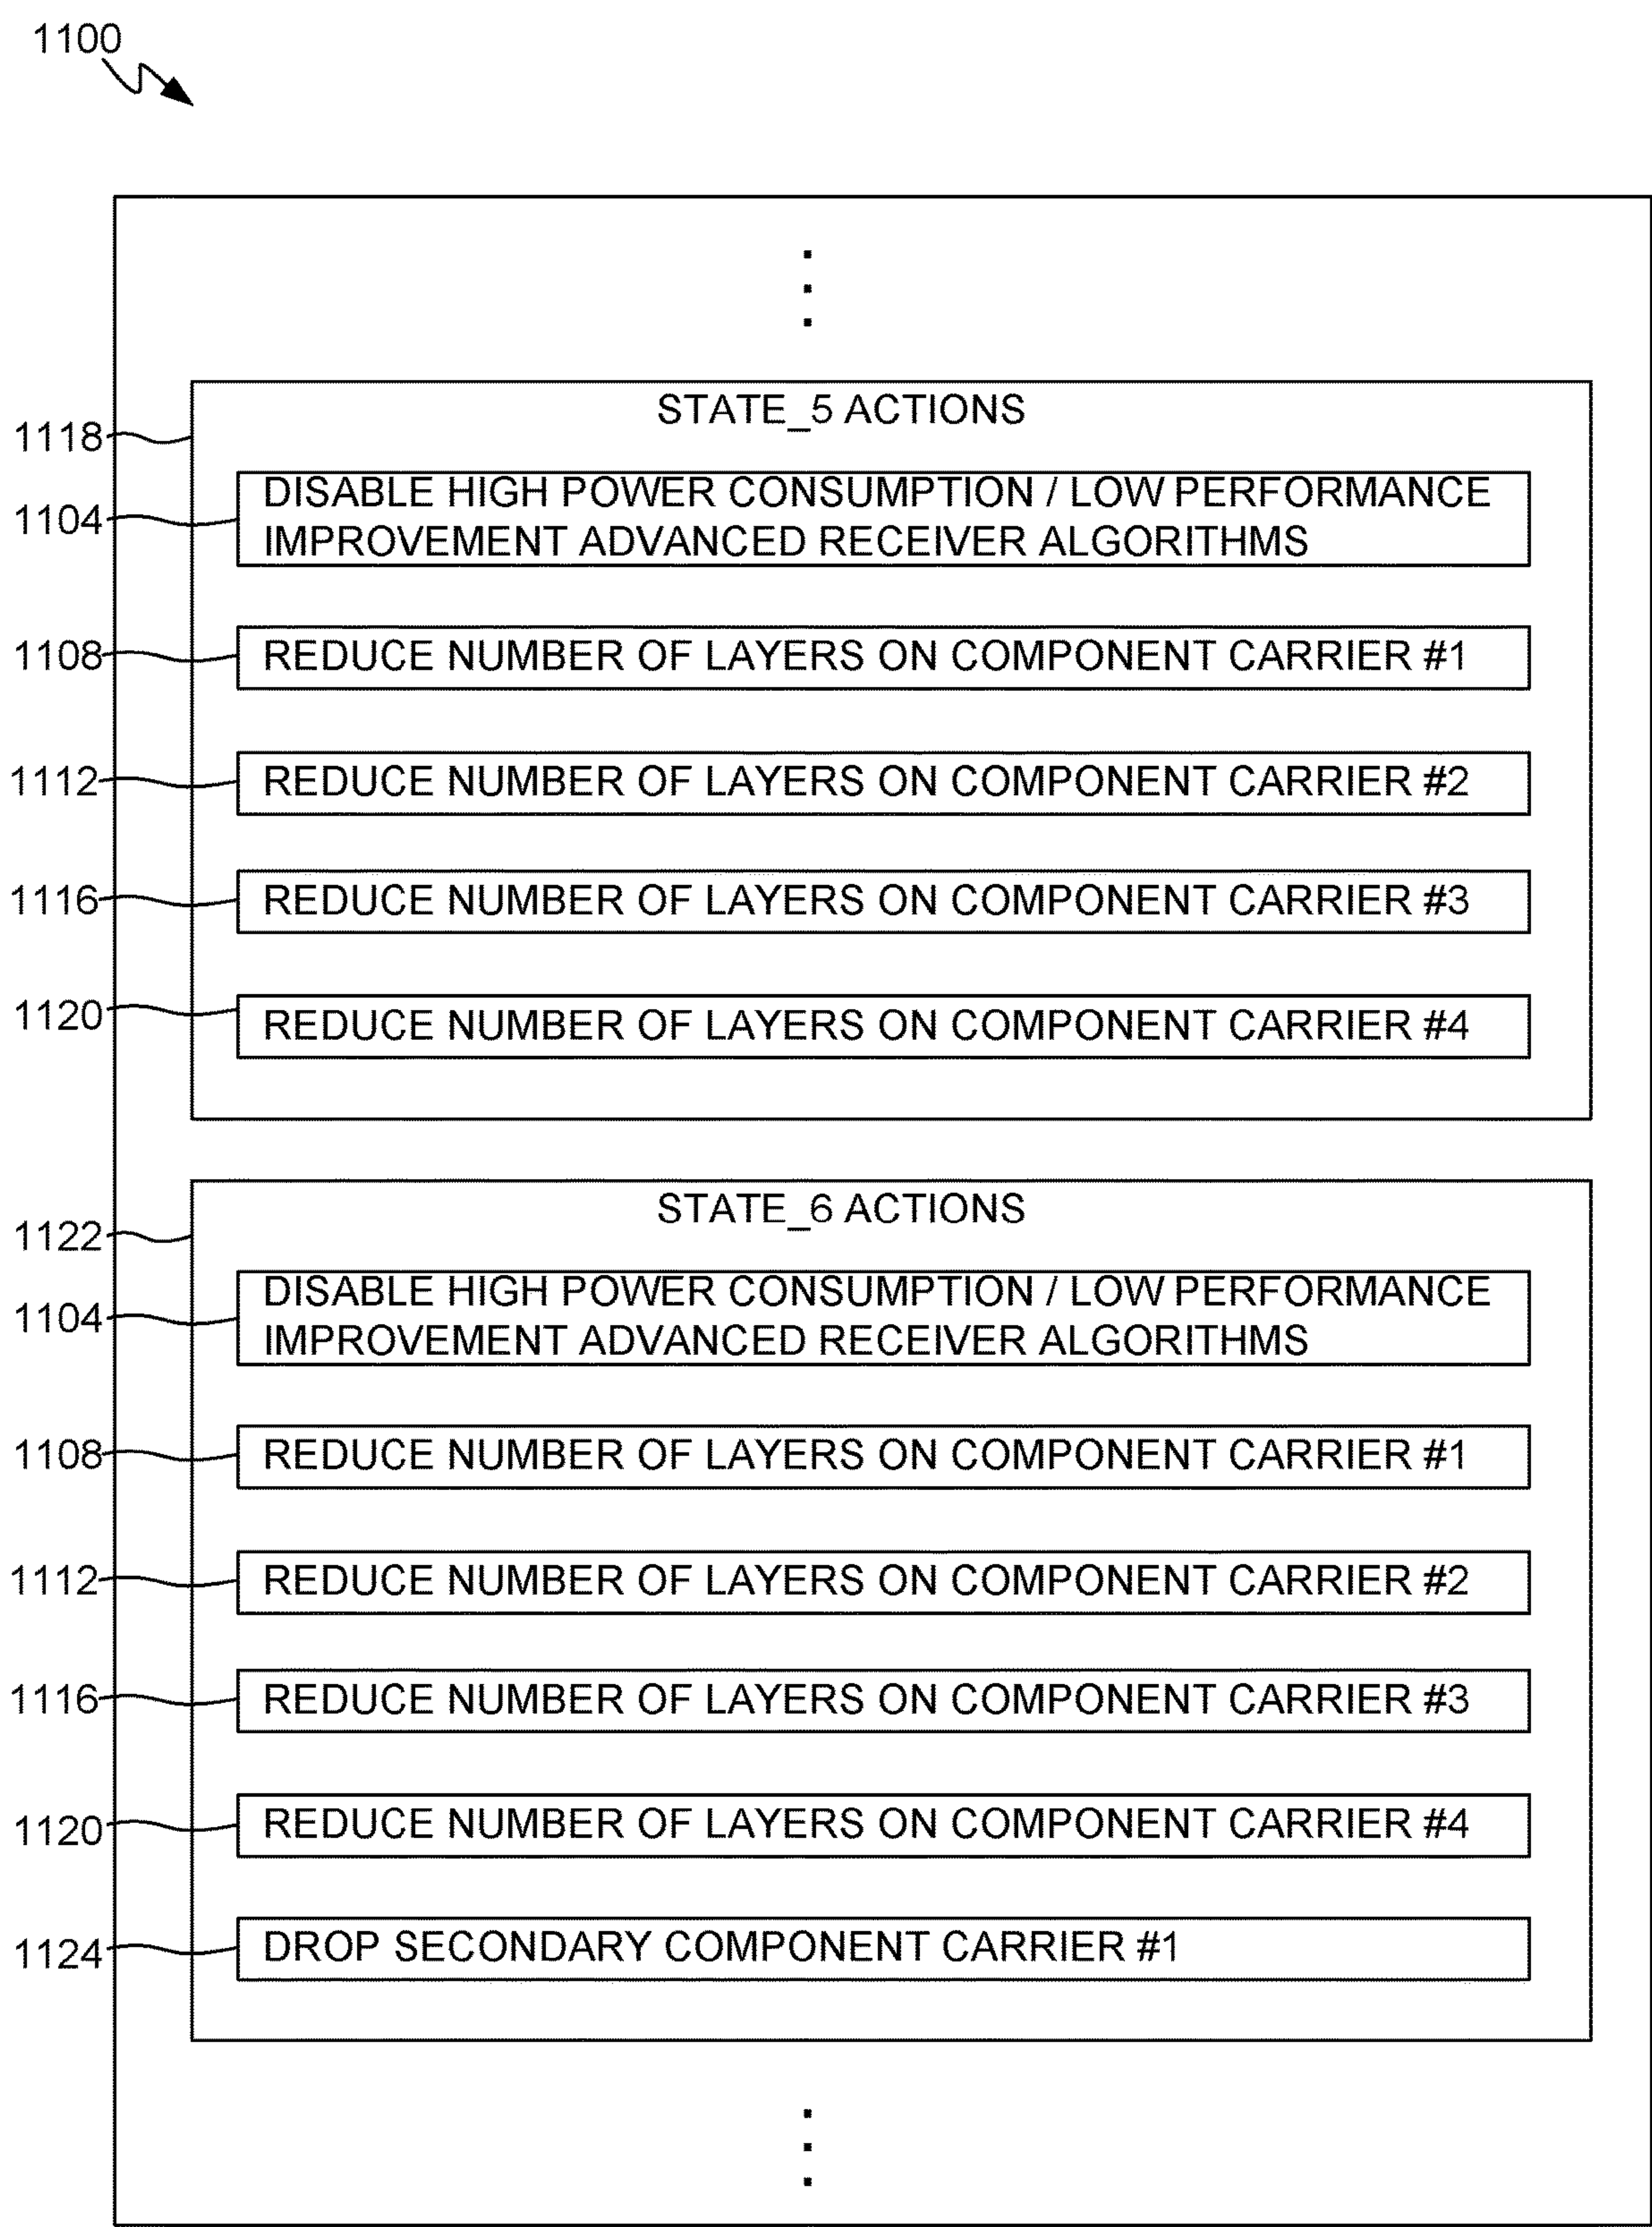 1100
STATE_5 ACTIONS
1118
DISABLE HIGH POWER CONSUMPTION / LOW PERFORMANCE
1104
IMPROVEMENT ADVANCED RECEIVER ALGORITHMS
1108
REDUCE NUMBER OF LAYERS ON COMPONENT CARRIER #1
1112
REDUCE NUMBER OF LAYERS ON COMPONENT CARRIER #2
1116
REDUCE NUMBER OF LAYERS ON COMPONENT CARRIER #3
1120
REDUCE NUMBER OF LAYERS ON COMPONENT CARRIER #4
STATE_6 ACTIONS
1122
DISABLE HIGH POWER CONSUMPTION / LOW PERFORMANCE
1104
IMPROVEMENT ADVANCED RECEIVER ALGORITHMS
1108
REDUCE NUMBER OF LAYERS ON COMPONENT CARRIER #1
1112
REDUCE NUMBER OF LAYERS ON COMPONENT CARRIER #2
1116
REDUCE NUMBER OF LAYERS ON COMPONENT CARRIER #3
1120
REDUCE NUMBER OF LAYERS ON COMPONENT CARRIER #4
1124
DROP SECONDARY COMPONENT CARRIER #1